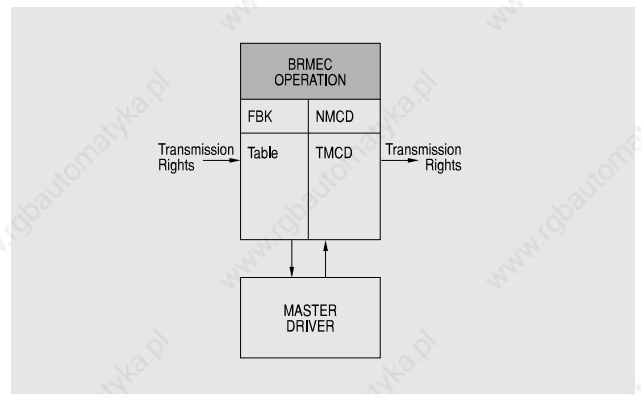 BRMEC
OPERATION
FBK NMCD
Transmission
Rights
Table TMCD
Transmission
Rights
MASTER
DRIVER
www.rgbautomatyka.pl